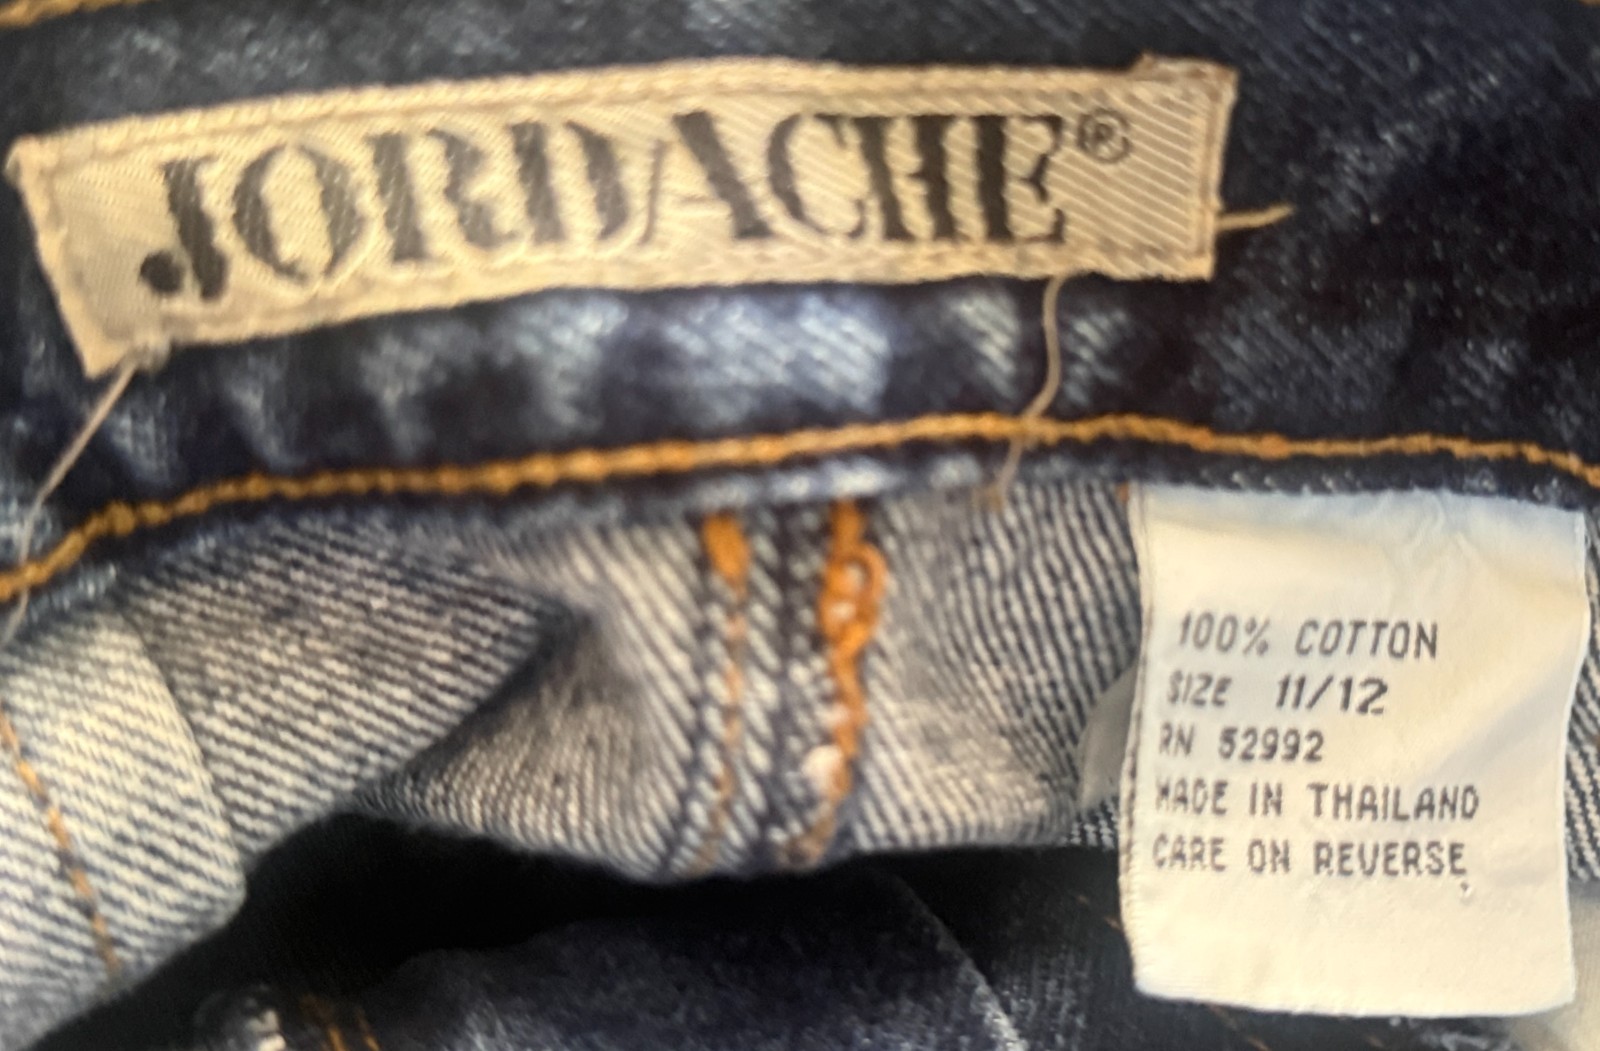 JORDACHE®
100% COTTON
SIZE 11/12
RN 52992
MADE IN THAILAND
CARE ON REVERSE